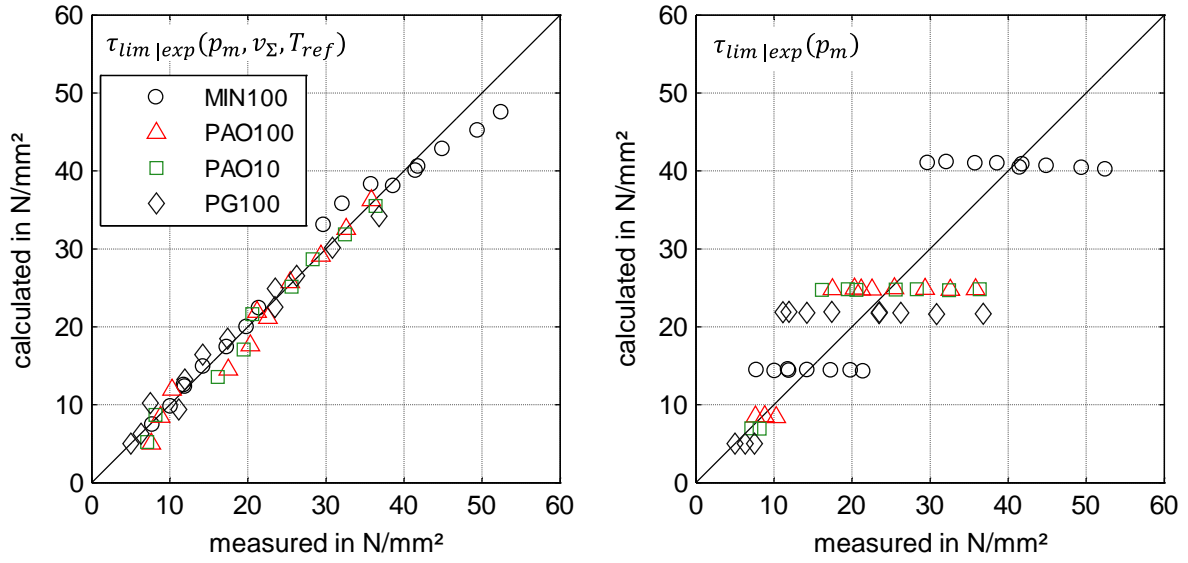 τlim |exp(pm, vΣ, Tref)
MIN100
PAO100
PAO10
PG100
60
50
40
30
20
10
0
calculated in N/mm²
0 10 20 30 40 50 60
measured in N/mm²
τlim |exp(pm)
60
50
40
30
20
10
0
calculated in N/mm²
0 10 20 30 40 50 60
measured in N/mm²